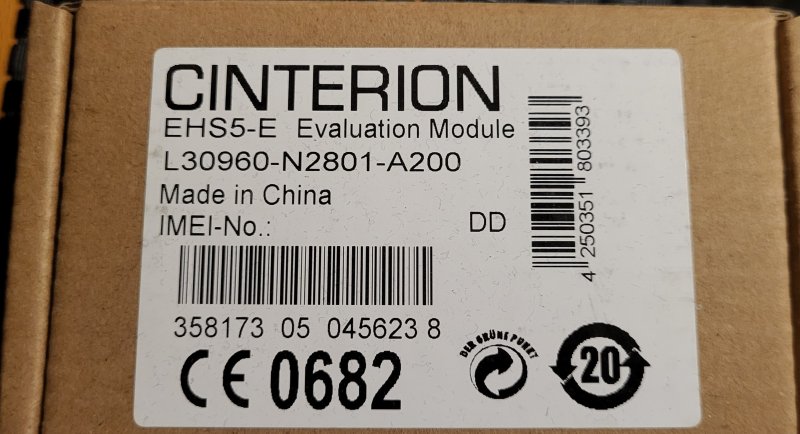 CINTERION
EHS5-E Evaluation Module
L30960-N2801-A200
Made in China
IMEI-No.:
DD
358173 05 045623 8
4 250351 803393
CE 0682
DER GRÜNE PUNKT
20